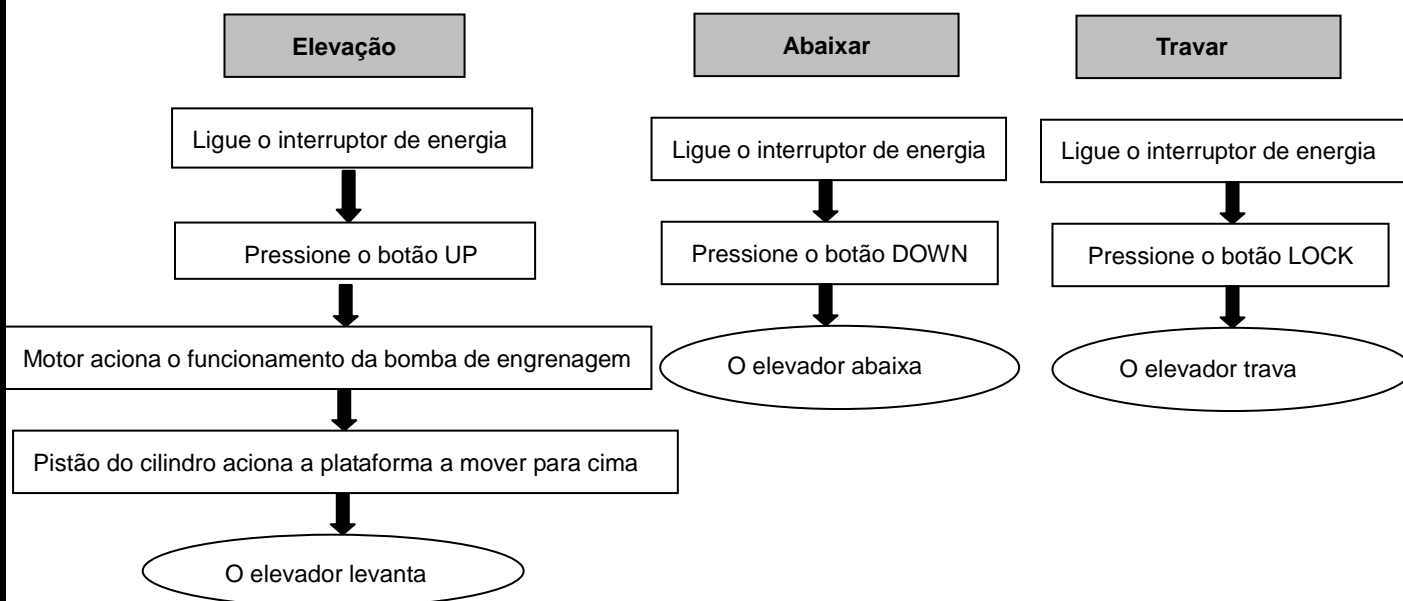 Elevação
Ligue o interruptor de energia
Pressione o botão UP
Motor aciona o funcionamento da bomba de engrenagem
Pistão do cilindro aciona a plataforma a mover para cima
O elevador levanta
Abaixar
Ligue o interruptor de energia
Pressione o botão DOWN
O elevador abaixa
Travar
Ligue o interruptor de energia
Pressione o botão LOCK
O elevador trava